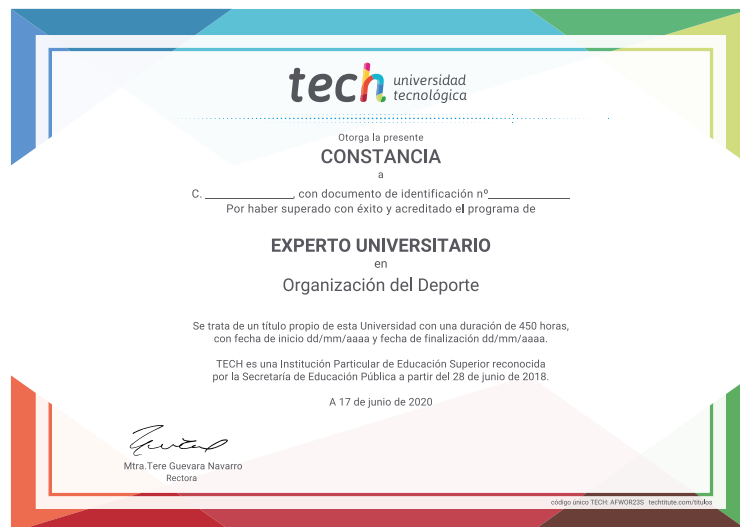 tech universidad
tecnológica
Otorga la presente
CONSTANCIA
a
C. ______________, con documento de identificación nº______________
Por haber superado con éxito y acreditado el programa de
EXPERTO UNIVERSITARIO
en
Organización del Deporte
Se trata de un título propio de esta Universidad con una duración de 450 horas,
con fecha de inicio dd/mm/aaaa y fecha de finalización dd/mm/aaaa.
TECH es una Institución Particular de Educación Superior reconocida
por la Secretaría de Educación Pública a partir del 28 de junio de 2018.
A 17 de junio de 2020
Mtra.Tere Guevara Navarro
Rectora
código único TECH: AFWOR23S techtitute.com/titulos